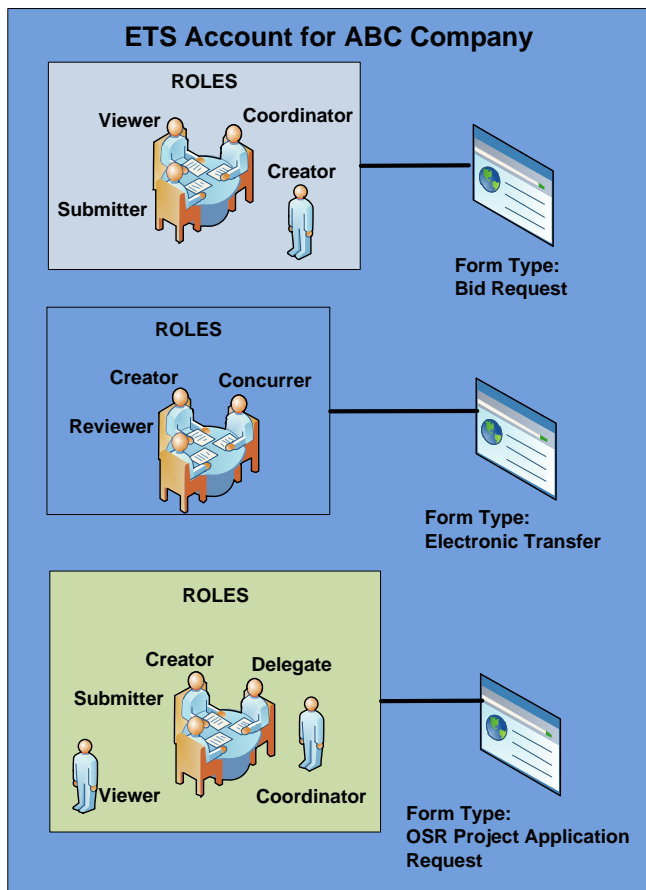 ETS Account for ABC Company
ROLES
Viewer
Coordinator
Creator
Submitter
Form Type:
Bid Request
ROLES
Creator
Concurrer
Reviewer
Form Type:
Electronic Transfer
ROLES
Creator
Delegate
Submitter
Viewer
Coordinator
Form Type:
OSR Project Application
Request